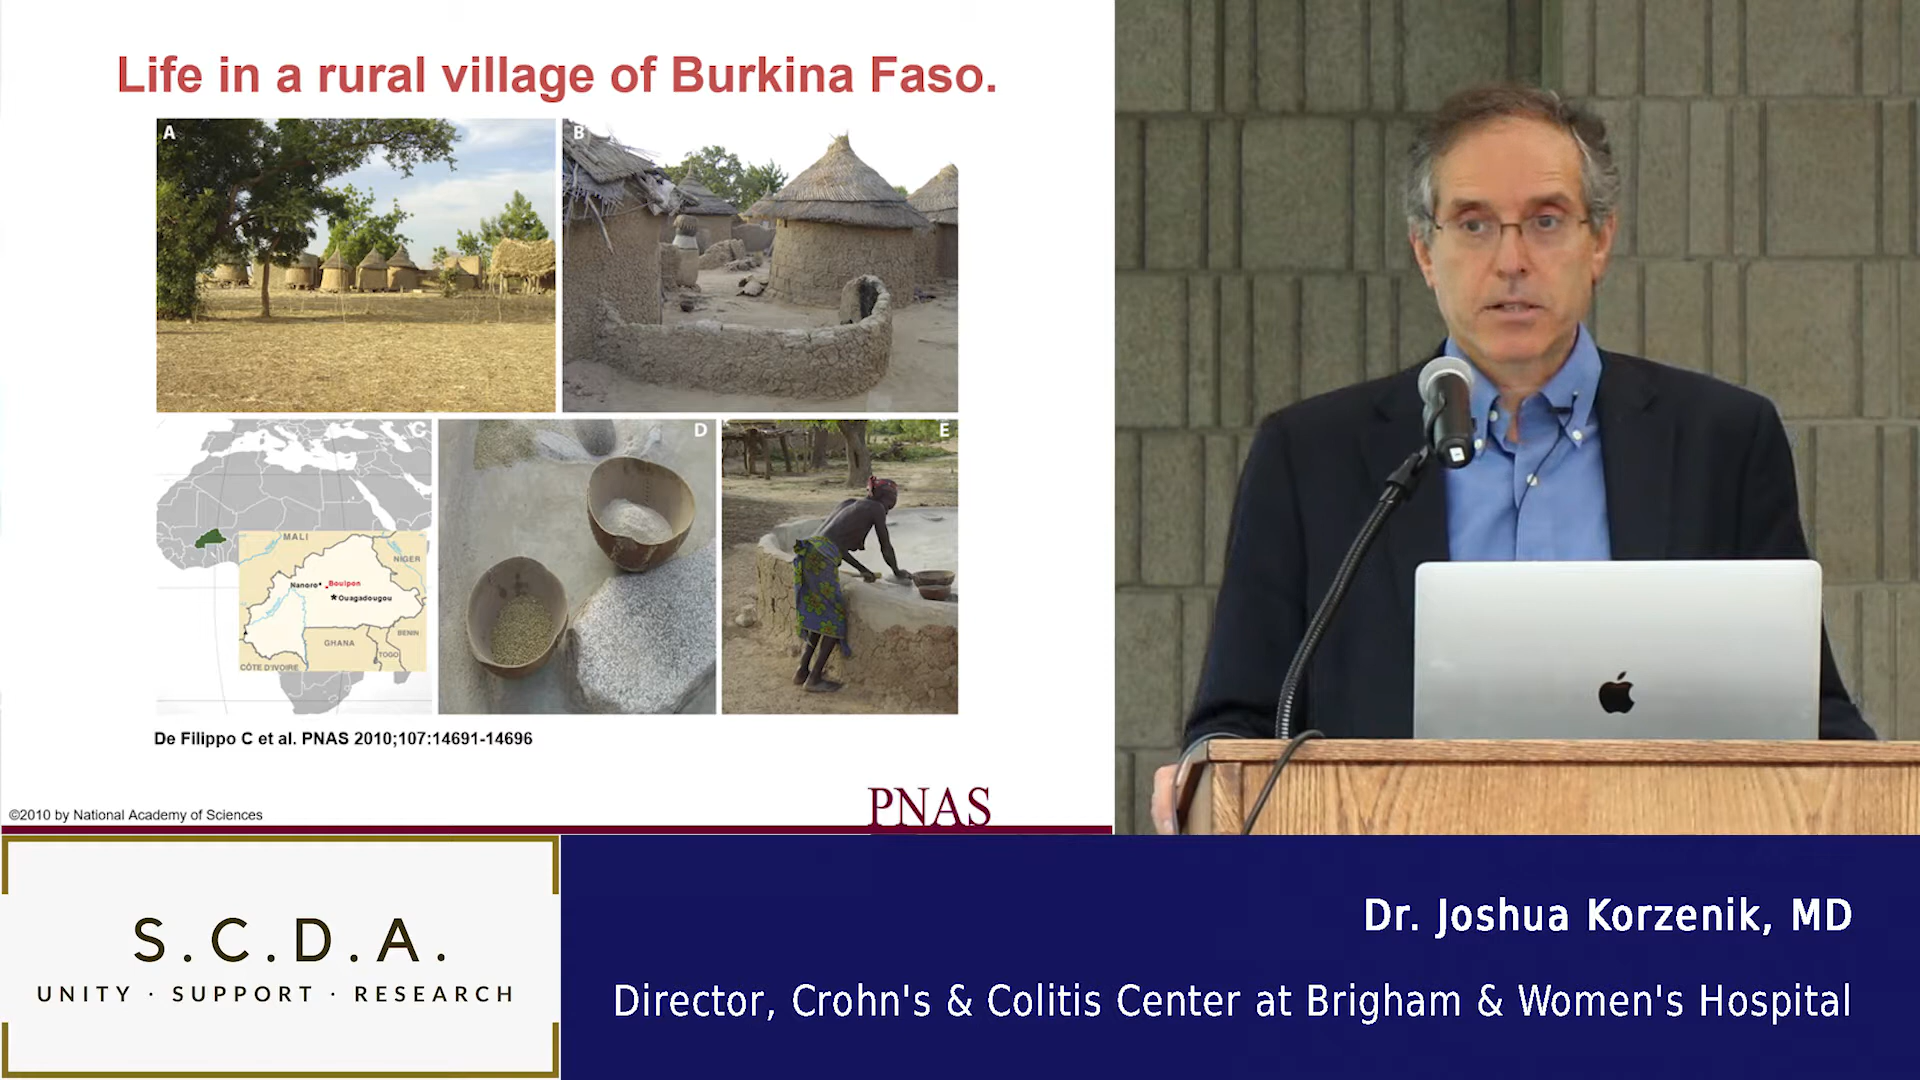 Life in a rural village of Burkina Faso.
A
B
C
D
E
MALI
NIGER
Nanoro
Boulpon
Ouagadougou
BENIN
GHANA
TOGO
CÔTE D'IVOIRE
De Filippo C et al. PNAS 2010;107:14691-14696
©2010 by National Academy of Sciences
PNAS
S.C.D.A.
UNITY · SUPPORT · RESEARCH
Dr. Joshua Korzenik, MD
Director, Crohn's & Colitis Center at Brigham & Women's Hospital